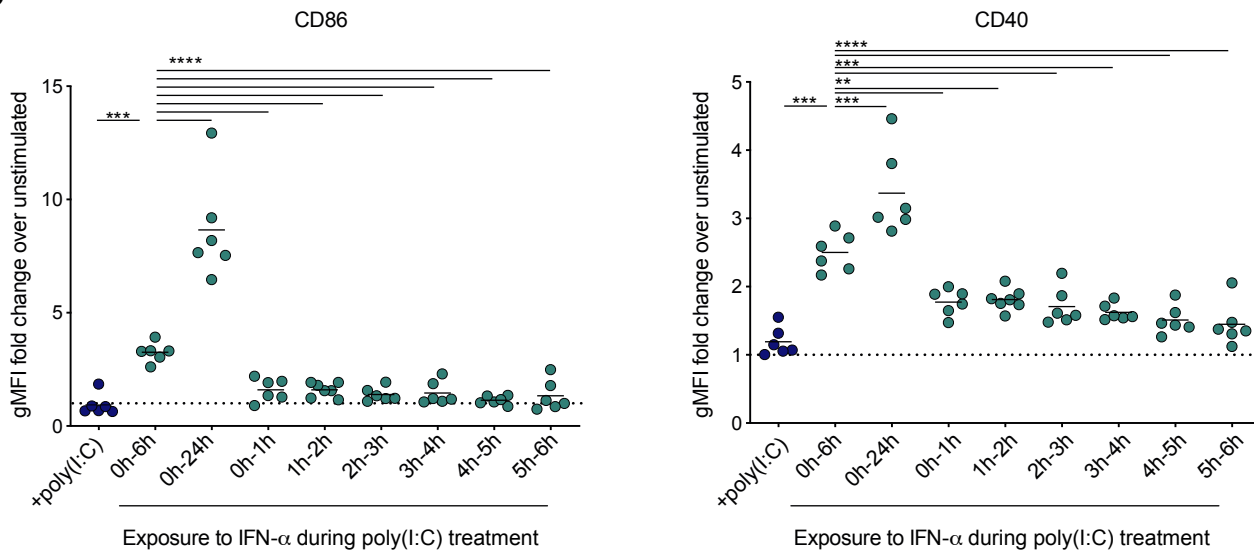 CD86
****
***
gMFI fold change over unstimulated
15
10
5
0
+poly(I:C)
0h-6h
0h-24h
0h-1h
1h-2h
2h-3h
3h-4h
4h-5h
5h-6h
Exposure to IFN-α during poly(I:C) treatment
CD40
****
***
**
***
***
gMFI fold change over unstimulated
5
4
3
2
1
0
+poly(I:C)
0h-6h
0h-24h
0h-1h
1h-2h
2h-3h
3h-4h
4h-5h
5h-6h
Exposure to IFN-α during poly(I:C) treatment